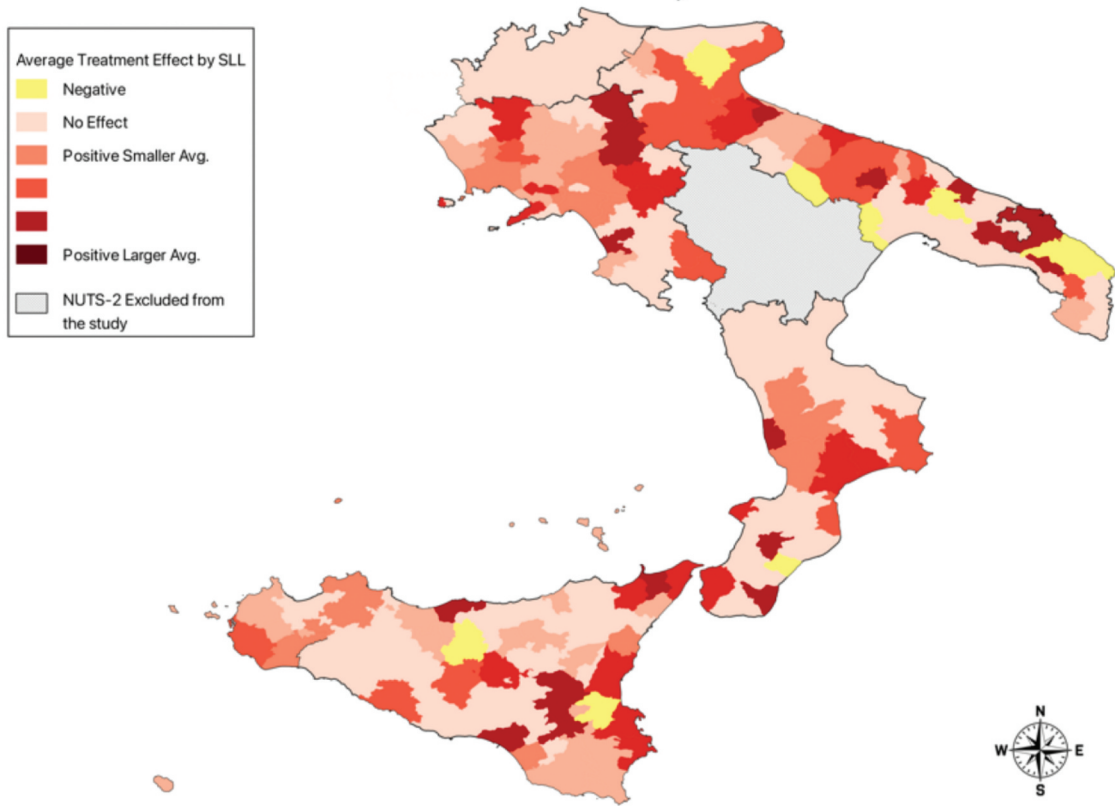 Average Treatment Effect by SLL
Negative
No Effect
Positive Smaller Avg.
Positive Larger Avg.
NUTS-2 Excluded from
the study
N
W E
S